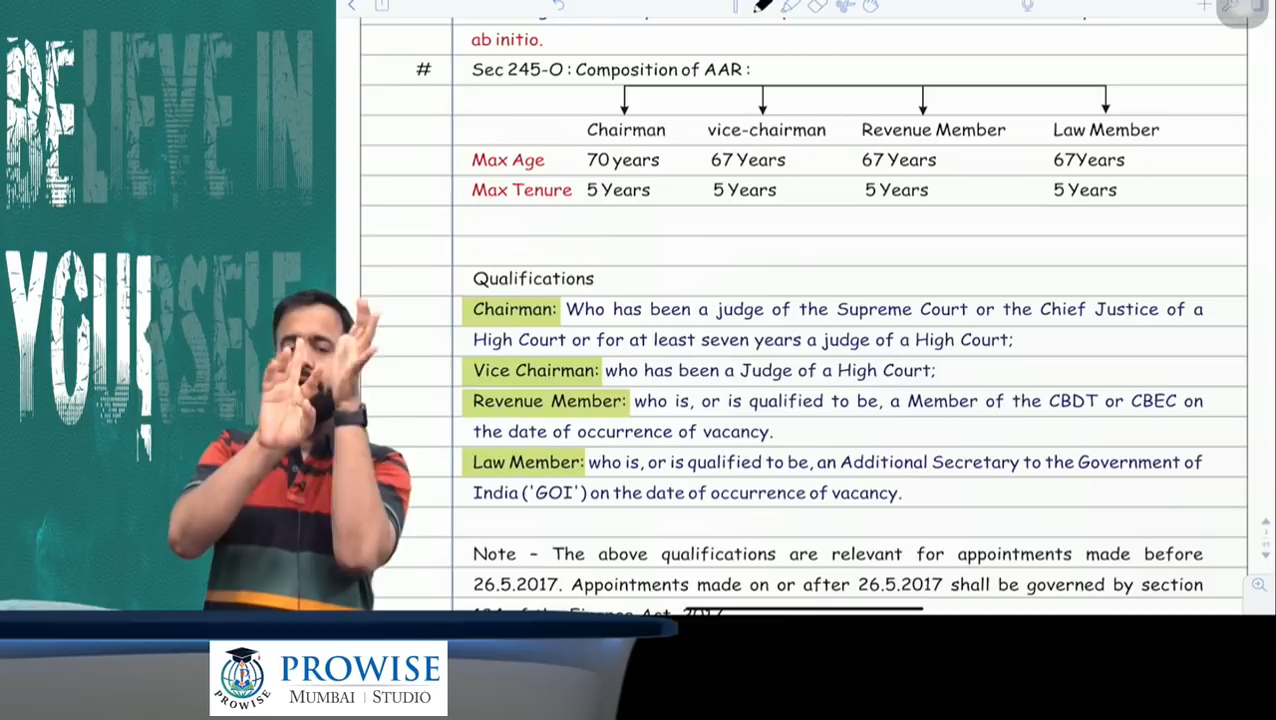 BELIEVE IN
YOURSELF
!
ab initio.
# Sec 245-O : Composition of AAR :
Chairman vice-chairman Revenue Member Law Member
Max Age 70 years 67 Years 67 Years 67Years
Max Tenure 5 Years 5 Years 5 Years 5 Years
Qualifications
Chairman: Who has been a judge of the Supreme Court or the Chief Justice of a
High Court or for at least seven years a judge of a High Court;
Vice Chairman: who has been a Judge of a High Court;
Revenue Member: who is, or is qualified to be, a Member of the CBDT or CBEC on
the date of occurrence of vacancy.
Law Member: who is, or is qualified to be, an Additional Secretary to the Government of
India ('GOI') on the date of occurrence of vacancy.
Note - The above qualifications are relevant for appointments made before
26.5.2017. Appointments made on or after 26.5.2017 shall be governed by section
PROWISE
PROWISE
MUMBAI | STUDIO